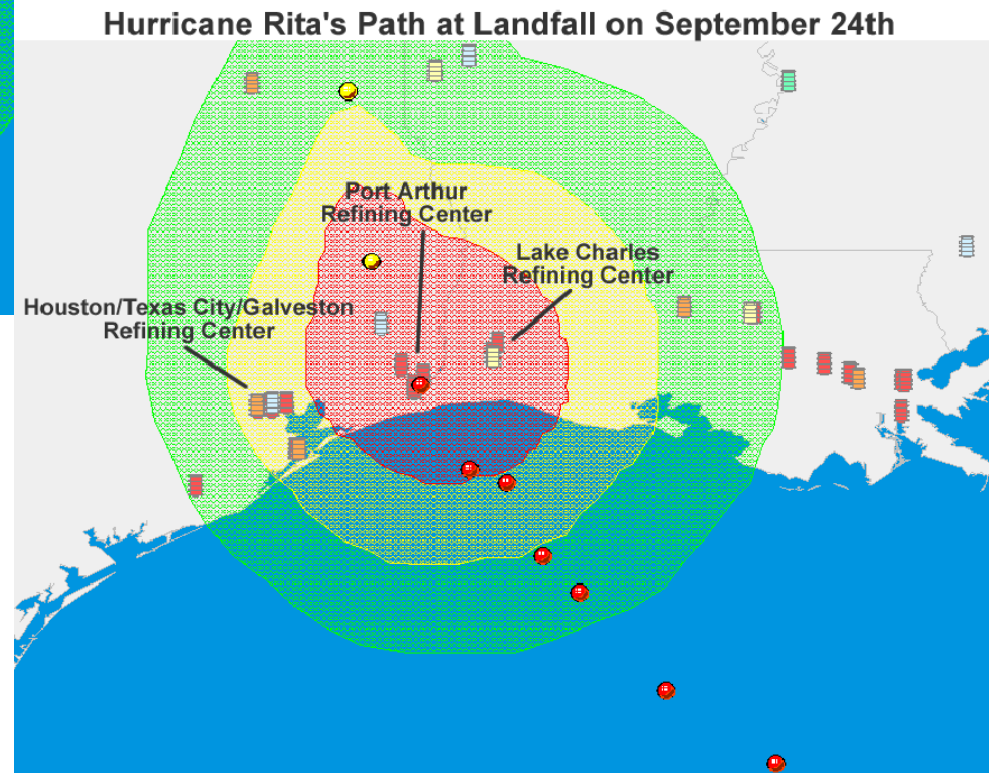 Hurricane Rita's Path at Landfall on September 24th
Port Arthur
Refining Center
Lake Charles
Refining Center
Houston/Texas City/Galveston
Refining Center